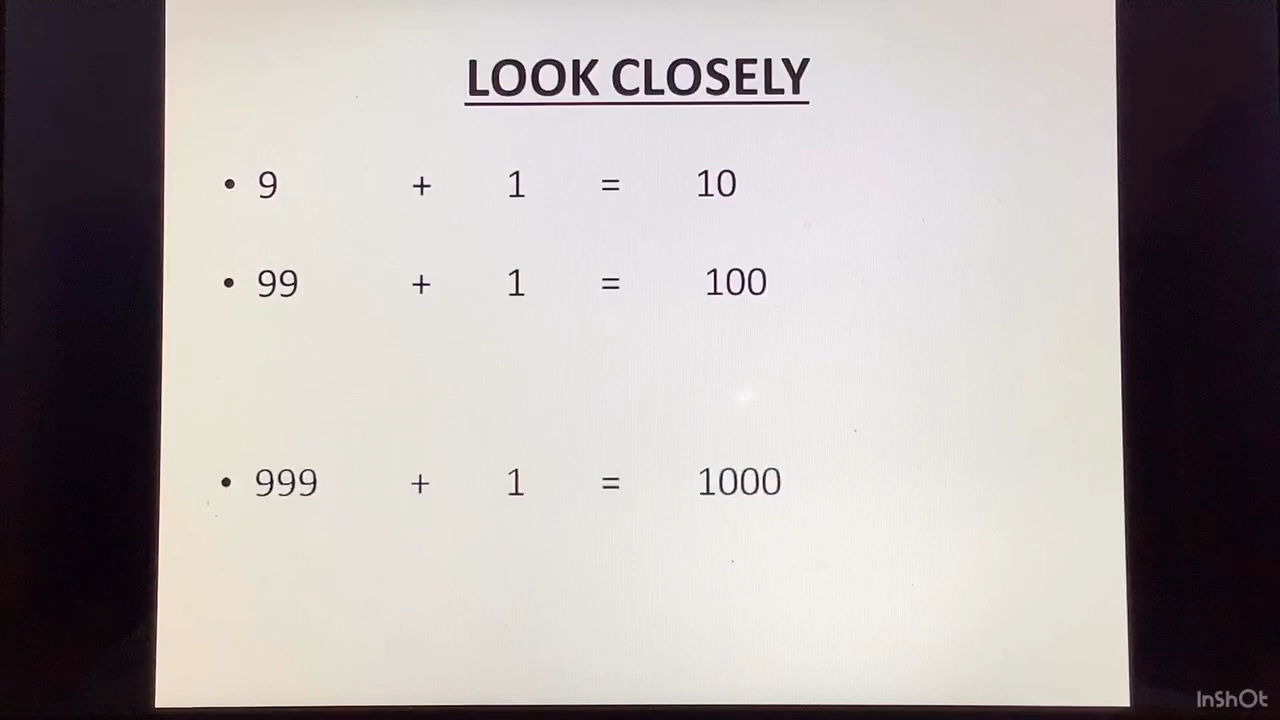 LOOK CLOSELY
• 9 + 1 = 10
• 99 + 1 = 100
• 999 + 1 = 1000
InShOt